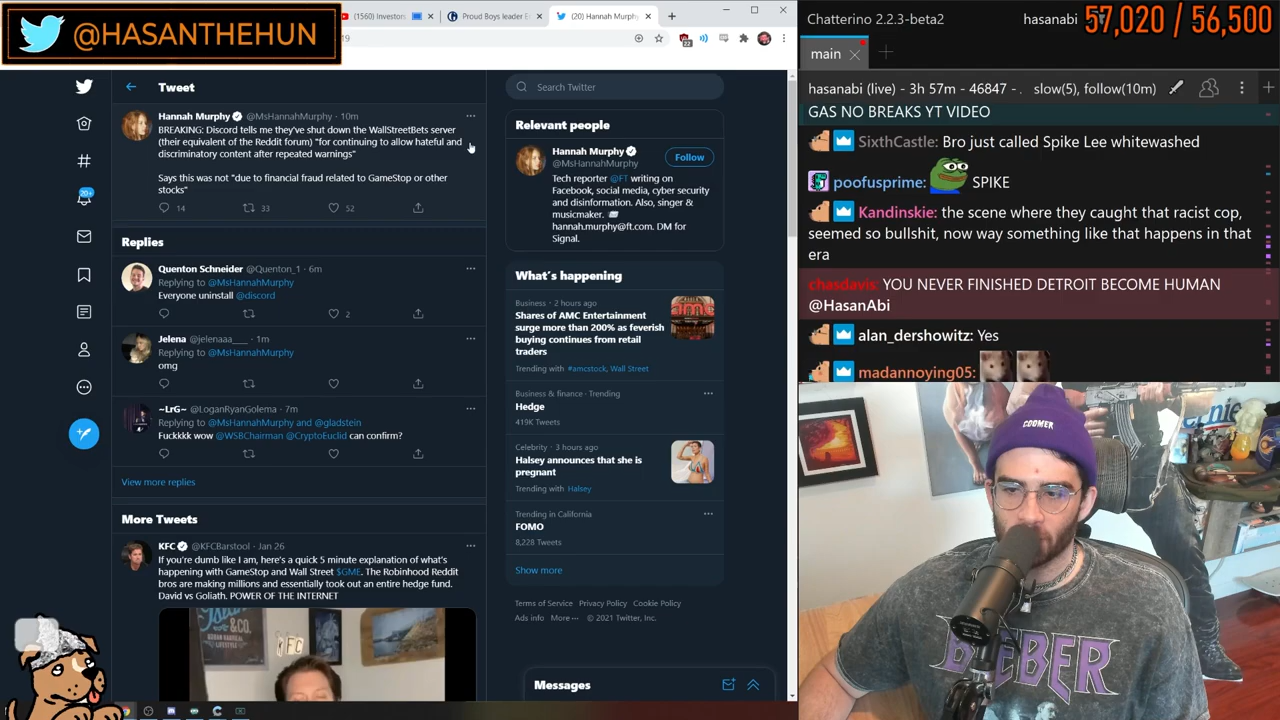 @HASANTHEHUN
(1560) Investors
Proud Boys leader E
(20) Hannah Murphy
19
22
Tweet
Hannah Murphy @MsHannahMurphy · 10m
BREAKING: Discord tells me they've shut down the WallStreetBets server
(their equivalent of the Reddit forum) "for continuing to allow hateful and
discriminatory content after repeated warnings"
Says this was not "due to financial fraud related to GameStop or other
stocks"
14 33 52
20+
Replies
Quenton Schneider @Quenton_1 · 6m
Replying to @MsHannahMurphy
Everyone uninstall @discord
2
Jelena @jelenaaa____ · 1m
Replying to @MsHannahMurphy
omg
~LrG~ @LoganRyanGolema · 7m
Replying to @MsHannahMurphy and @gladstein
Fuckkkk wow @WSBChairman @CryptoEuclid can confirm?
View more replies
More Tweets
KFC @KFCBarstool · Jan 26
If you're dumb like I am, here's a quick 5 minute explanation of what's
happening with GameStop and Wall Street $GME. The Robinhood Reddit
bros are making millions and essentially took out an entire hedge fund.
David vs Goliath. POWER OF THE INTERNET
KFC
Search Twitter
Relevant people
Hannah Murphy
@MsHannahMurphy
Follow
Tech reporter @FT writing on
Facebook, social media, cyber security
and disinformation. Also, singer &
musicmaker.
hannah.murphy@ft.com. DM for
Signal.
What's happening
Business · 2 hours ago
Shares of AMC Entertainment
surge more than 200% as feverish
buying continues from retail
traders
Trending with #amcstock, Wall Street
Business & finance · Trending
Hedge
419K Tweets
Celebrity · 3 hours ago
Halsey announces that she is
pregnant
Trending with Halsey
Trending in California
FOMO
8,228 Tweets
Show more
Terms of Service Privacy Policy Cookie Policy
Ads info More ··· © 2021 Twitter, Inc.
Messages
Chatterino 2.2.3-beta2
hasanabi
57,020 / 56,500
main
hasanabi (live) - 3h 57m - 46847 - . slow(5), follow(10m)
GAS NO BREAKS YT VIDEO
SixthCastle: Bro just called Spike Lee whitewashed
poofusprime: SPIKE
Kandinskie: the scene where they caught that racist cop,
seemed so bullshit, now way something like that happens in that
era
chasdavis: YOU NEVER FINISHED DETROIT BECOME HUMAN
@HasanAbi
alan_dershowitz: Yes
madannoying05:
COOMER
BIEBER